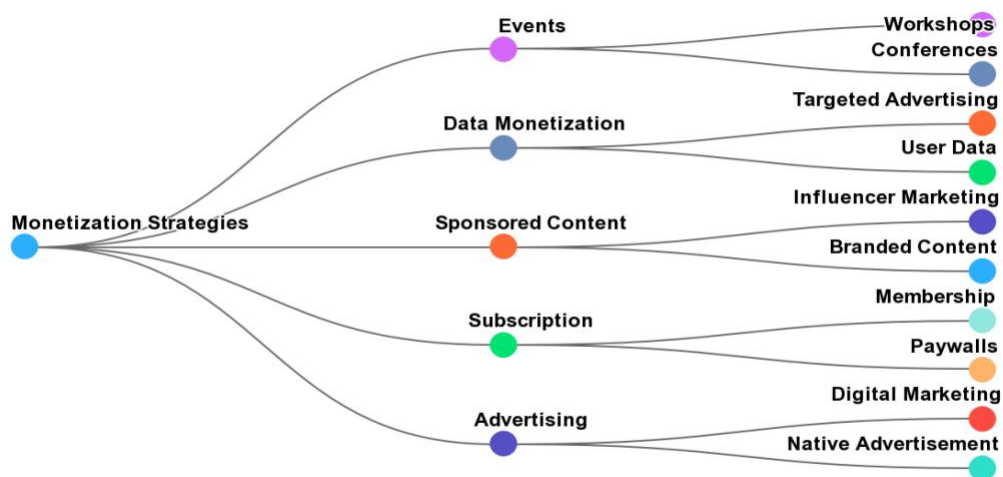 Events
Workshops
Conferences
Data Monetization
Targeted Advertising
User Data
Monetization Strategies
Sponsored Content
Influencer Marketing
Branded Content
Subscription
Membership
Paywalls
Advertising
Digital Marketing
Native Advertisement